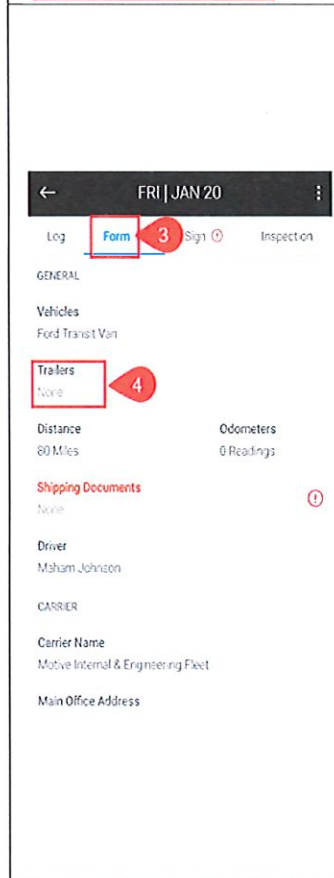 FRI | JAN 20
Log Form 3 Sign Inspection
GENERAL
Vehicles
Ford Transit Van
Trailers
None 4
Distance Odometers
80 Miles 0 Readings
Shipping Documents
None
Driver
Maham Johnson
CARRIER
Carrier Name
Motive Internal & Engineering Fleet
Main Office Address